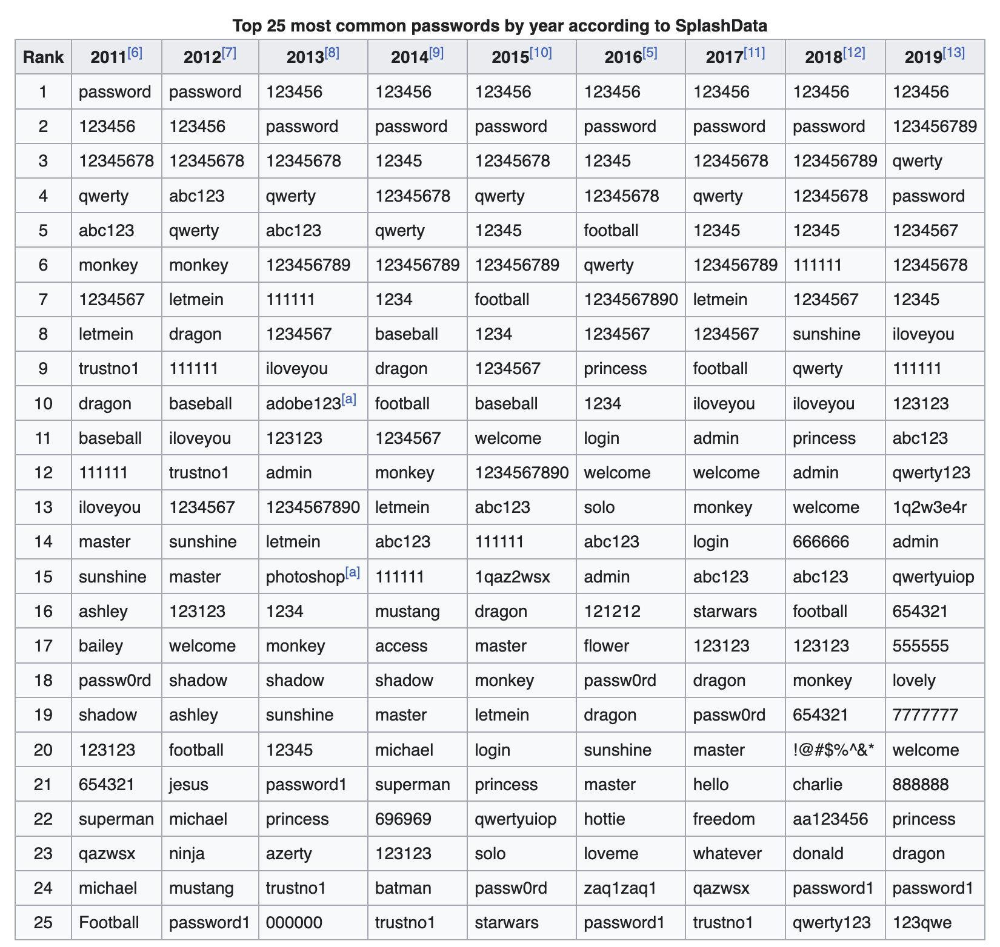 Top 25 most common passwords by year according to SplashData
Rank 2011[6] 2012[7] 2013[8] 2014[9] 2015[10] 2016[5] 2017[11] 2018[12] 2019[13]
1 password password 123456 123456 123456 123456 123456 123456 123456
2 123456 123456 password password password password password password 123456789
3 12345678 12345678 12345678 12345 12345678 12345 12345678 123456789 qwerty
4 qwerty abc123 qwerty 12345678 qwerty 12345678 qwerty 12345678 password
5 abc123 qwerty abc123 qwerty 12345 football 12345 12345 1234567
6 monkey monkey 123456789 123456789 123456789 qwerty 123456789 111111 12345678
7 1234567 letmein 111111 1234 football 1234567890 letmein 1234567 12345
8 letmein dragon 1234567 baseball 1234 1234567 1234567 sunshine iloveyou
9 trustno1 111111 iloveyou dragon 1234567 princess football qwerty 111111
10 dragon baseball adobe123[a] football baseball 1234 iloveyou iloveyou 123123
11 baseball iloveyou 123123 1234567 welcome login admin princess abc123
12 111111 trustno1 admin monkey 1234567890 welcome welcome admin qwerty123
13 iloveyou 1234567 1234567890 letmein abc123 solo monkey welcome 1q2w3e4r
14 master sunshine letmein abc123 111111 abc123 login 666666 admin
15 sunshine master photoshop[a] 111111 1qaz2wsx admin abc123 abc123 qwertyuiop
16 ashley 123123 1234 mustang dragon 121212 starwars football 654321
17 bailey welcome monkey access master flower 123123 123123 555555
18 passw0rd shadow shadow shadow monkey passw0rd dragon monkey lovely
19 shadow ashley sunshine master letmein dragon passw0rd 654321 7777777
20 123123 football 12345 michael login sunshine master !@#$%^&* welcome
21 654321 jesus password1 superman princess master hello charlie 888888
22 superman michael princess 696969 qwertyuiop hottie freedom aa123456 princess
23 qazwsx ninja azerty 123123 solo loveme whatever donald dragon
24 michael mustang trustno1 batman passw0rd zaq1zaq1 qazwsx password1 password1
25 Football password1 000000 trustno1 starwars password1 trustno1 qwerty123 123qwe